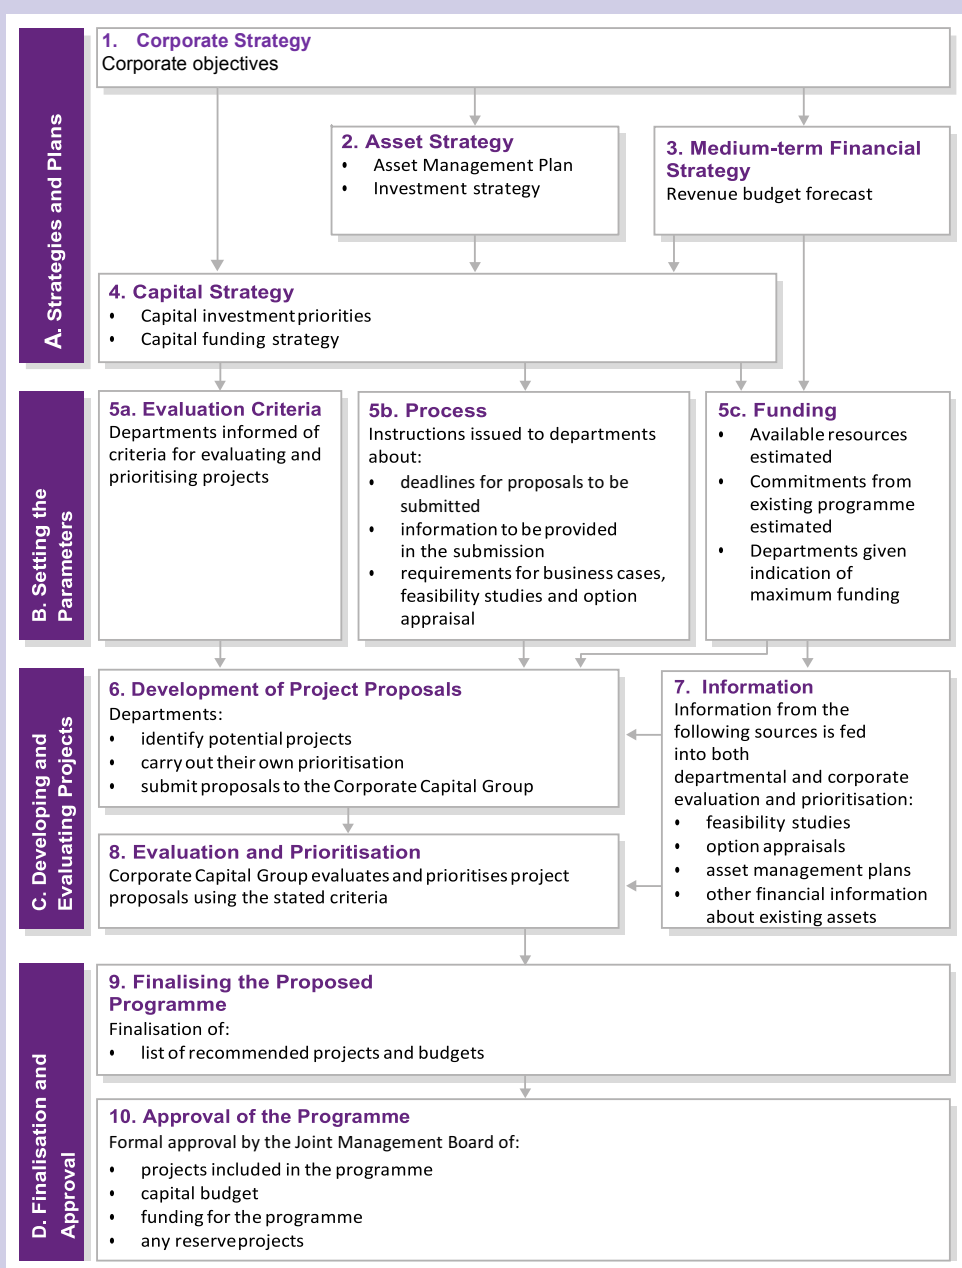 A. Strategies and Plans
1. Corporate Strategy
Corporate objectives
2. Asset Strategy
• Asset Management Plan
• Investment strategy
3. Medium-term Financial
Strategy
Revenue budget forecast
4. Capital Strategy
• Capital investment priorities
• Capital funding strategy
B. Setting the
Parameters
5a. Evaluation Criteria
Departments informed of
criteria for evaluating and
prioritising projects
5b. Process
Instructions issued to departments
about:
• deadlines for proposals to be
submitted
• information to be provided
in the submission
• requirements for business cases,
feasibility studies and option
appraisal
5c. Funding
• Available resources
estimated
• Commitments from
existing programme
estimated
• Departments given
indication of
maximum funding
C. Developing and
Evaluating Projects
6. Development of Project Proposals
Departments:
• identify potential projects
• carry out their own prioritisation
• submit proposals to the Corporate Capital Group
7. Information
Information from the
following sources is fed
into both
departmental and corporate
evaluation and prioritisation:
• feasibility studies
• option appraisals
• asset management plans
• other financial information
about existing assets
8. Evaluation and Prioritisation
Corporate Capital Group evaluates and prioritises project
proposals using the stated criteria
D. Finalisation and
Approval
9. Finalising the Proposed
Programme
Finalisation of:
• list of recommended projects and budgets
10. Approval of the Programme
Formal approval by the Joint Management Board of:
• projects included in the programme
• capital budget
• funding for the programme
• any reserve projects